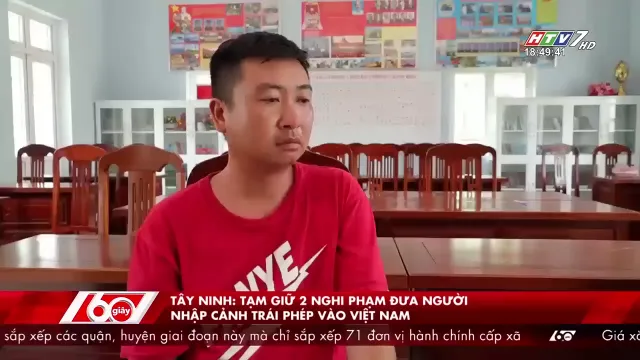 HTV7 HD
18:49:41
NYE
60 giây
TÂY NINH: TẠM GIỮ 2 NGHI PHẠM ĐƯA NGƯỜI
NHẬP CẢNH TRÁI PHÉP VÀO VIỆT NAM
sắp xếp các quận, huyện giai đoạn này mà chỉ sắp xếp 71 đơn vị hành chính cấp xã
60
Giá x